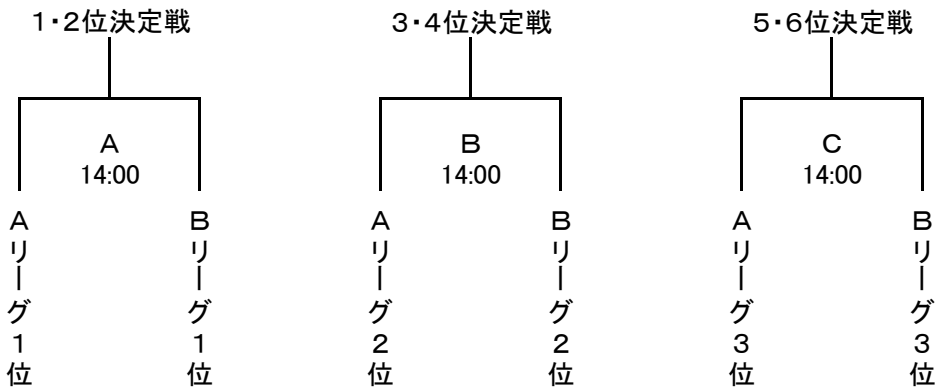 1・2位決定戦
A
14:00
Aリーグ1位
Bリーグ1位
3・4位決定戦
B
14:00
Aリーグ2位
Bリーグ2位
5・6位決定戦
C
14:00
Aリーグ3位
Bリーグ3位